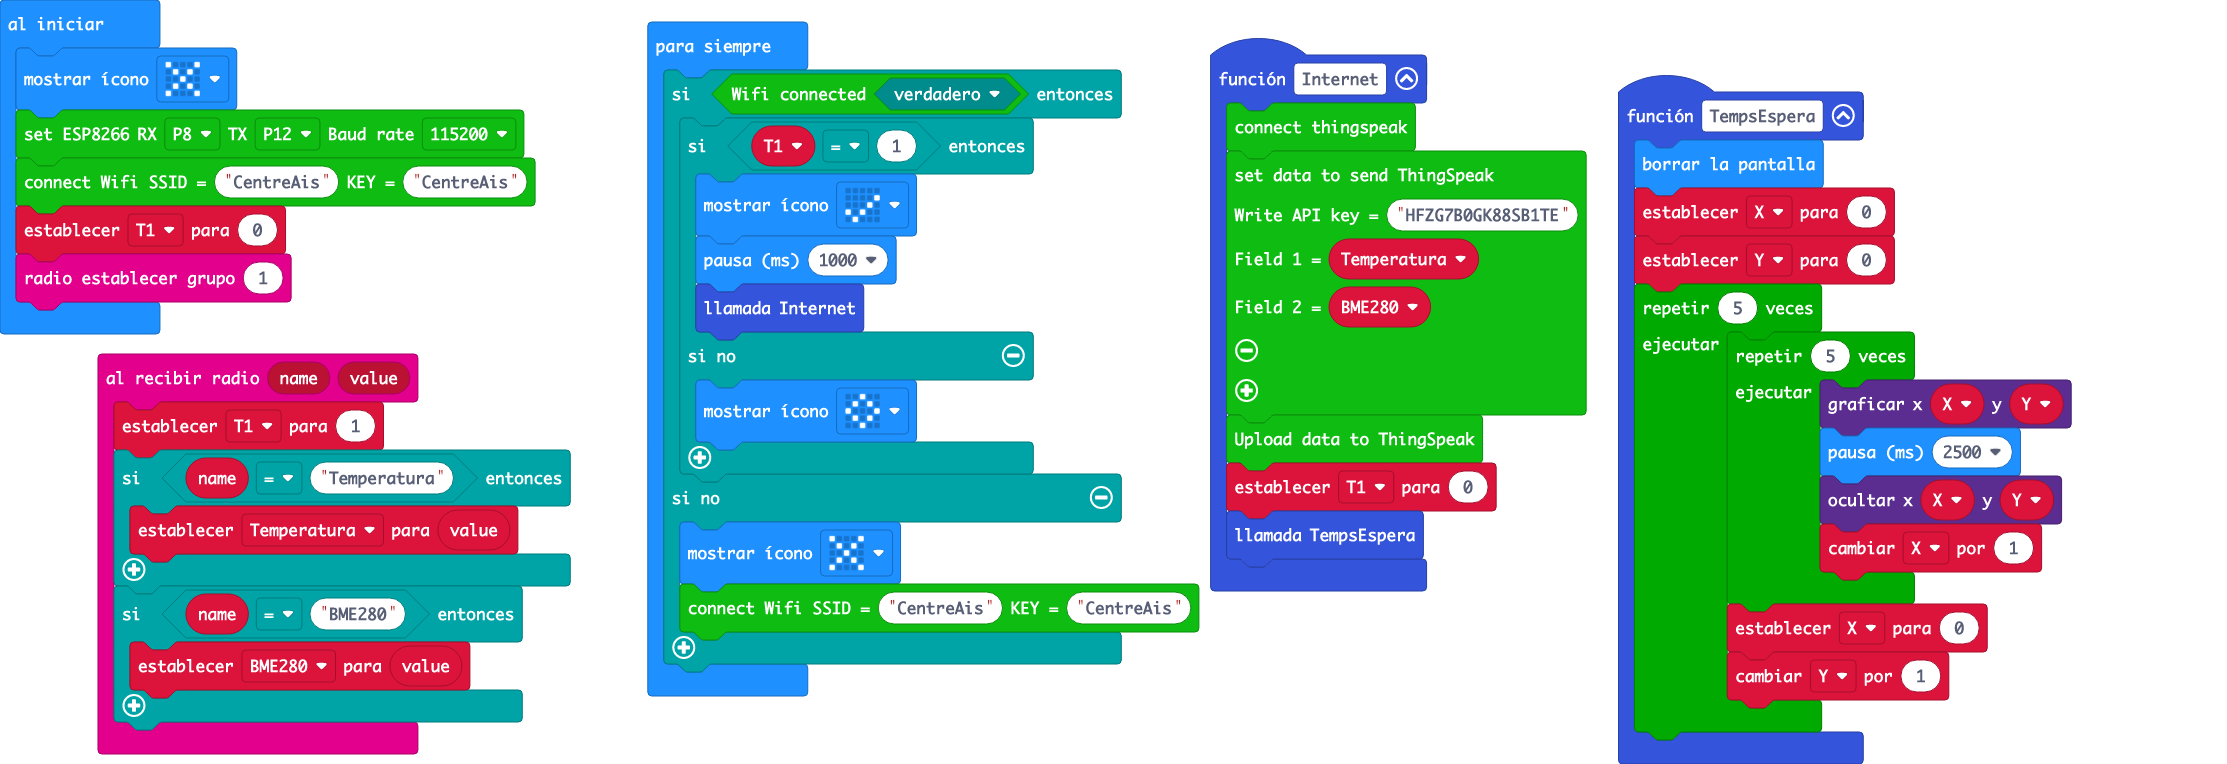 al iniciar
mostrar ícono
set ESP8266 RX P8 TX P12 Baud rate 115200
connect Wifi SSID = "CentreAis" KEY = "CentreAis"
establecer T1 para 0
radio establecer grupo 1
al recibir radio name value
establecer T1 para 1
si name = "Temperatura" entonces
establecer Temperatura para value
si name = "BME280" entonces
establecer BME280 para value
para siempre
si Wifi connected verdadero entonces
si T1 = 1 entonces
mostrar ícono
pausa (ms) 1000
llamada Internet
si no
mostrar ícono
si no
mostrar ícono
connect Wifi SSID = "CentreAis" KEY = "CentreAis"
función Internet
connect thingspeak
set data to send ThingSpeak
Write API key = "HFZG7B0GK88SB1TE"
Field 1 = Temperatura
Field 2 = BME280
Upload data to ThingSpeak
establecer T1 para 0
llamada TempsEspera
función TempsEspera
borrar la pantalla
establecer X para 0
establecer Y para 0
repetir 5 veces
ejecutar
repetir 5 veces
ejecutar
graficar x X y Y
pausa (ms) 2500
ocultar x X y Y
cambiar X por 1
establecer X para 0
cambiar Y por 1